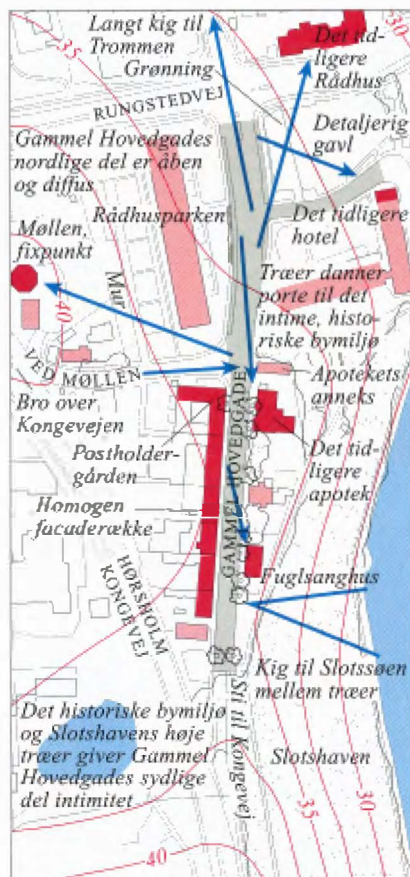 Langt kig til
Trommen
Grønning
Det tid-
ligere
Rådhus
35
30
RUNGSTEDVEJ
Gammel Hovedgades
nordlige del er åben
og diffus
Detaljerig
gavl
Rådhusparken
Det tidligere
hotel
Møllen,
fixpunkt
Mur
Træer danner
porte til det
intime, histo-
riske bymiljø
40
VED MØLLEN
Apotekets
anneks
Bro over
Kongevejen
GAMMEL HOVEDGADE
Postholder-
gården
Det tid-
ligere
apotek
Homogen
facaderække
HØRSHOLM
KONGEVEJ
Fuglsanghus
Kig til Slotssøen
mellem træer
Sti til Kongevej
Det historiske bymiljø
og Slotshavens høje
træer giver Gammel
Hovedgades sydlige
del intimitet
Slotshaven
35
30
40